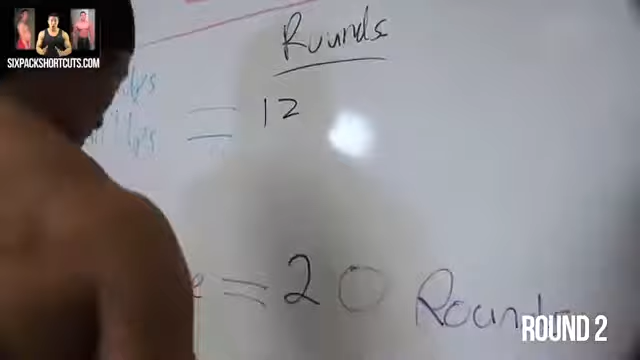 SIXPACKSHORTCUTS.COM
Rounds
= 12
= 20 Rounds
ROUND 2